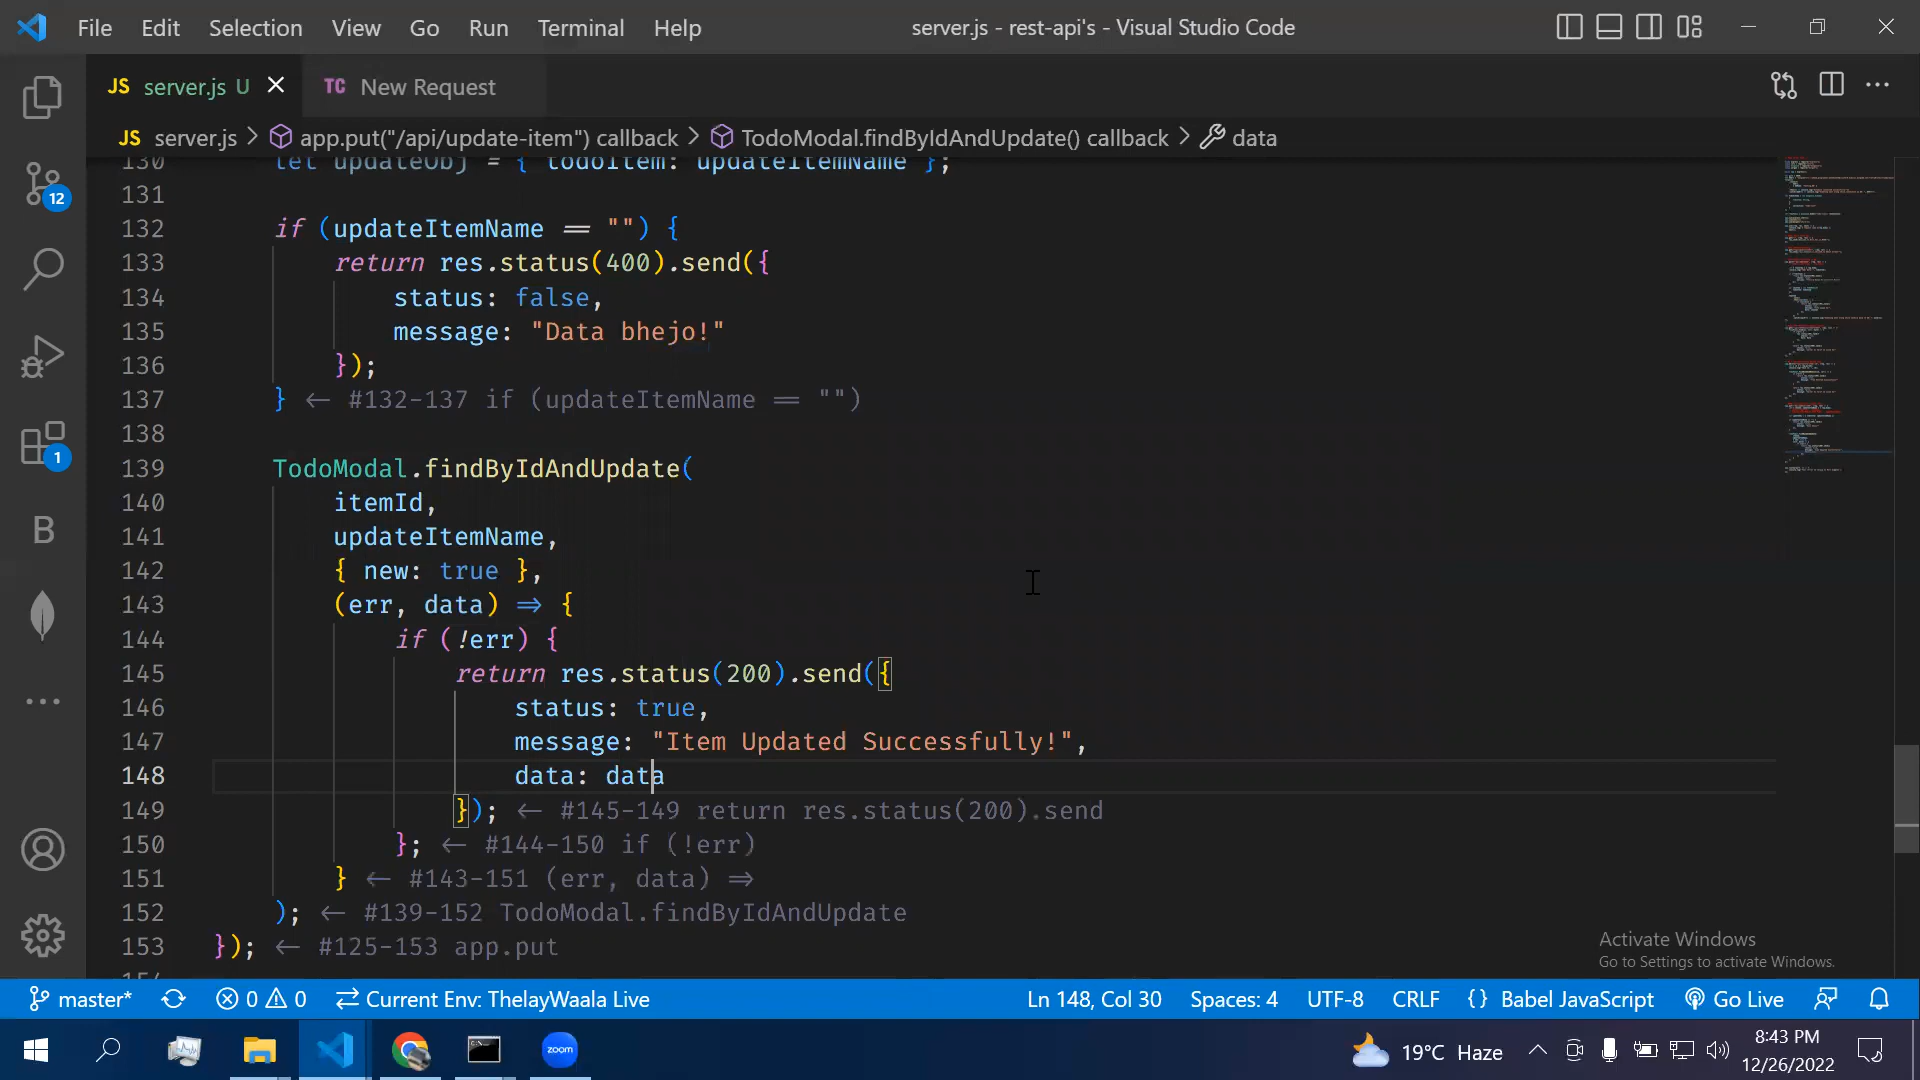 File Edit Selection View Go Run Terminal Help server.js - rest-api's - Visual Studio Code
JS server.js U TC New Request
JS server.js > app.put("/api/update-item") callback > TodoModal.findByIdAndUpdate() callback > data
130 let updateObj = { todoItem: updateItemName };
131
132 if (updateItemName == "") {
133 return res.status(400).send({
134 status: false,
135 message: "Data bhejo!"
136 });
137 } ← #132-137 if (updateItemName == "")
138
139 TodoModal.findByIdAndUpdate(
140 itemId,
141 updateItemName,
142 { new: true },
143 (err, data) => {
144 if (!err) {
145 return res.status(200).send({
146 status: true,
147 message: "Item Updated Successfully!",
148 data: data
149 }); ← #145-149 return res.status(200).send
150 }; ← #144-150 if (!err)
151 } ← #143-151 (err, data) =>
152 ); ← #139-152 TodoModal.findByIdAndUpdate
153 }); ← #125-153 app.put
12
1
B
Activate Windows
Go to Settings to activate Windows.
master* 0 0 Current Env: ThelayWaala Live Ln 148, Col 30 Spaces: 4 UTF-8 CRLF {} Babel JavaScript Go Live
zoom 19°C Haze 8:43 PM
12/26/2022